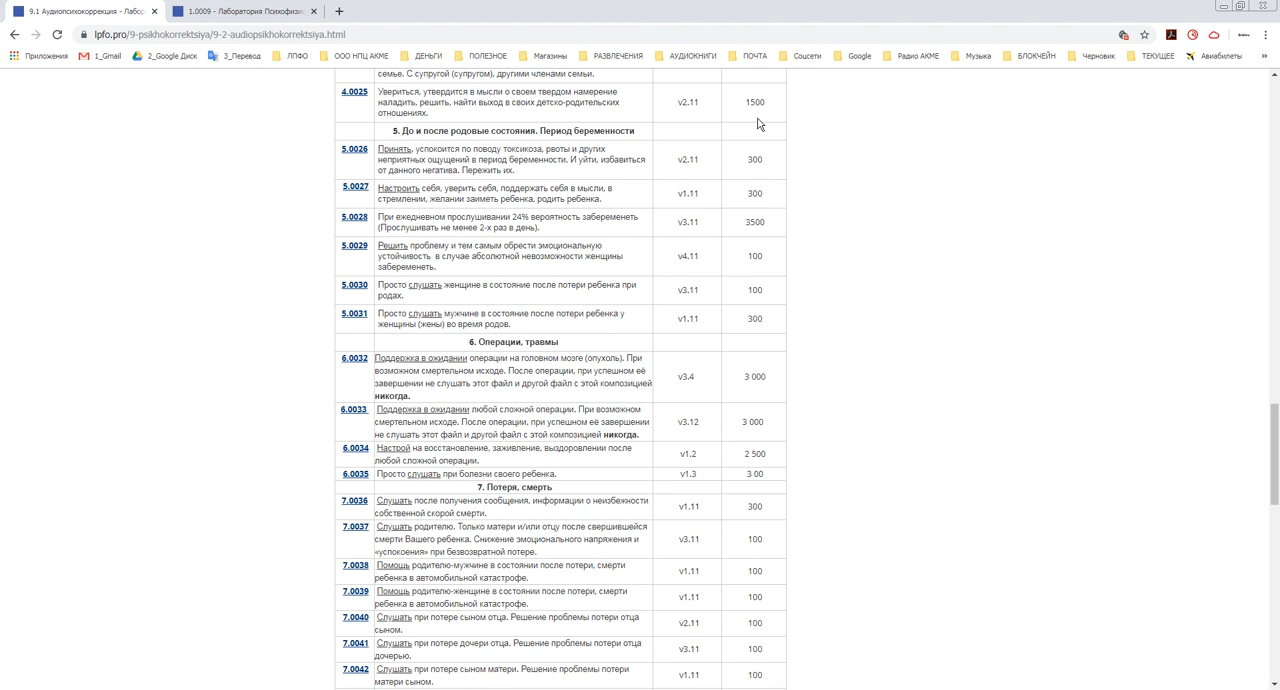 9.1 Аудиопсихокоррекция - Лабор
1.0009 - Лаборатория Психофизи
lpfo.pro/9-psikhokorrektsiya/9-2-audiopsikhokorrektsiya.html
Приложения 1_Gmail 2_Google Диск 3_Перевод ЛПФО ООО НПЦ АКМЕ ДЕНЬГИ ПОЛЕЗНОЕ Магазины РАЗВЛЕЧЕНИЯ АУДИОКНИГИ ПОЧТА Соцсети Google Радио АКМЕ Музыка БЛОКЧЕЙН Черновик ТЕКУЩЕЕ Авиабилеты »
семье. С супругой (супругом), другими членами семьи.
4.0025 Увериться, утвердится в мысли о своем твердом намерение
наладить, решить, найти выход в своих детско-родительских v2.11 1500
отношениях.
5. До и после родовые состояния. Период беременности
5.0026 Принять, успокоится по поводу токсикоза, рвоты и других
неприятных ощущений в период беременности. И уйти, избавиться v2.11 300
от данного негатива. Пережить их.
5.0027 Настроить себя, уверить себя, поддержать себя в мысли, в
стремлении, желании заиметь ребенка, родить ребенка. v1.11 300
5.0028 При ежедневном прослушивании 24% вероятность забеременеть
(Прослушивать не менее 2-х раз в день). v3.11 3500
5.0029 Решить проблему и тем самым обрести эмоциональную
устойчивость в случае абсолютной невозможности женщины v4.11 100
забеременеть.
5.0030 Просто слушать женщине в состояние после потери ребенка при
родах. v3.11 100
5.0031 Просто слушать мужчине в состояние после потери ребенка у
женщины (жены) во время родов. v1.11 300
6. Операции, травмы
6.0032 Поддержка в ожидании операции на головном мозге (опухоль). При
возможном смертельном исходе. После операции, при успешном её v3.4 3 000
завершении не слушать этот файл и другой файл с этой композицией
никогда.
6.0033 Поддержка в ожидании любой сложной операции. При возможном
смертельном исходе. После операции, при успешном её завершении v3.12 3 000
не слушать этот файл и другой файл с этой композицией никогда.
6.0034 Настрой на восстановление, заживление, выздоровлении после
любой сложной операции. v1.2 2 500
6.0035 Просто слушать при болезни своего ребенка. v1.3 3 00
7. Потеря, смерть
7.0036 Слушать после получения сообщения, информации о неизбежности
собственной скорой смерти. v1.11 300
7.0037 Слушать родителю. Только матери и/или отцу после свершившейся
смерти Вашего ребенка. Снижение эмоционального напряжения и v3.11 100
«успокоения» при безвозвратной потере.
7.0038 Помощь родителю-мужчине в состоянии после потери, смерти
ребенка в автомобильной катастрофе. v1.11 100
7.0039 Помощь родителю-женщине в состоянии после потери, смерти
ребенка в автомобильной катастрофе. v1.11 100
7.0040 Слушать при потере сыном отца. Решение проблемы потери отца
сыном. v2.11 100
7.0041 Слушать при потере дочери отца. Решение проблемы потери отца
дочерью. v3.11 100
7.0042 Слушать при потере сыном матери. Решение проблемы потери
матери сыном. v1.11 100